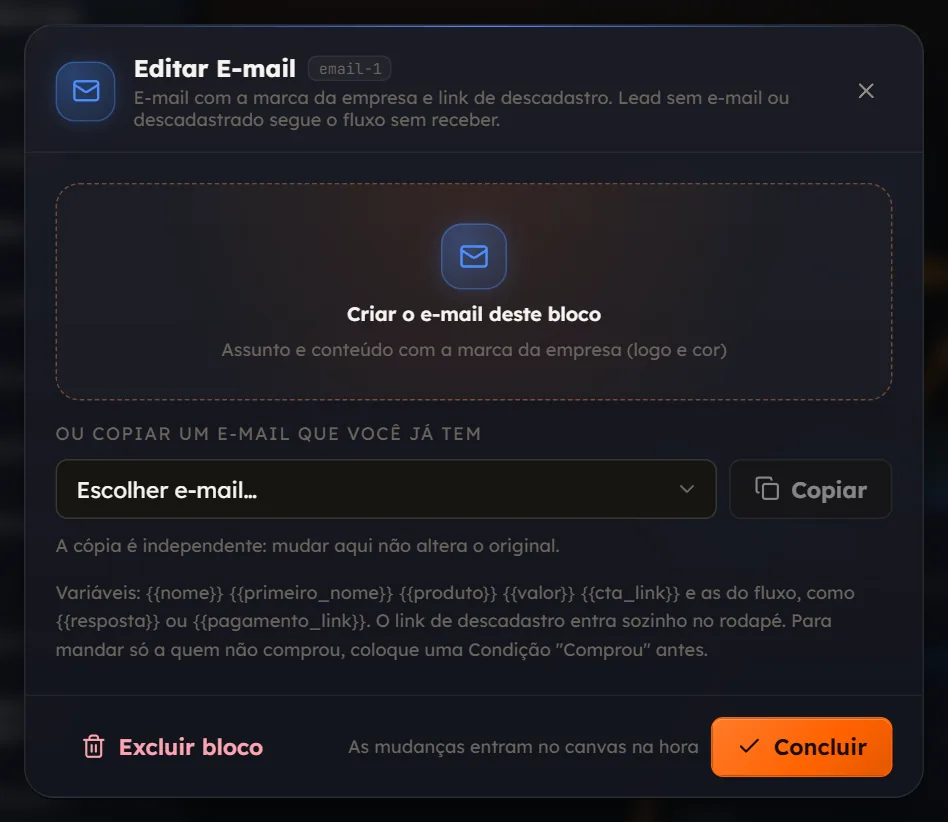 Editar E-mail email-1
E-mail com a marca da empresa e link de descadastro. Lead sem e-mail ou
descadastrado segue o fluxo sem receber.
Criar o e-mail deste bloco
Assunto e conteúdo com a marca da empresa (logo e cor)
OU COPIAR UM E-MAIL QUE VOCÊ JÁ TEM
Escolher e-mail...
Copiar
A cópia é independente: mudar aqui não altera o original.
Variáveis: {{nome}} {{primeiro_nome}} {{produto}} {{valor}} {{cta_link}} e as do fluxo, como
{{resposta}} ou {{pagamento_link}}. O link de descadastro entra sozinho no rodapé. Para
mandar só a quem não comprou, coloque uma Condição "Comprou" antes.
Excluir bloco
As mudanças entram no canvas na hora
Concluir